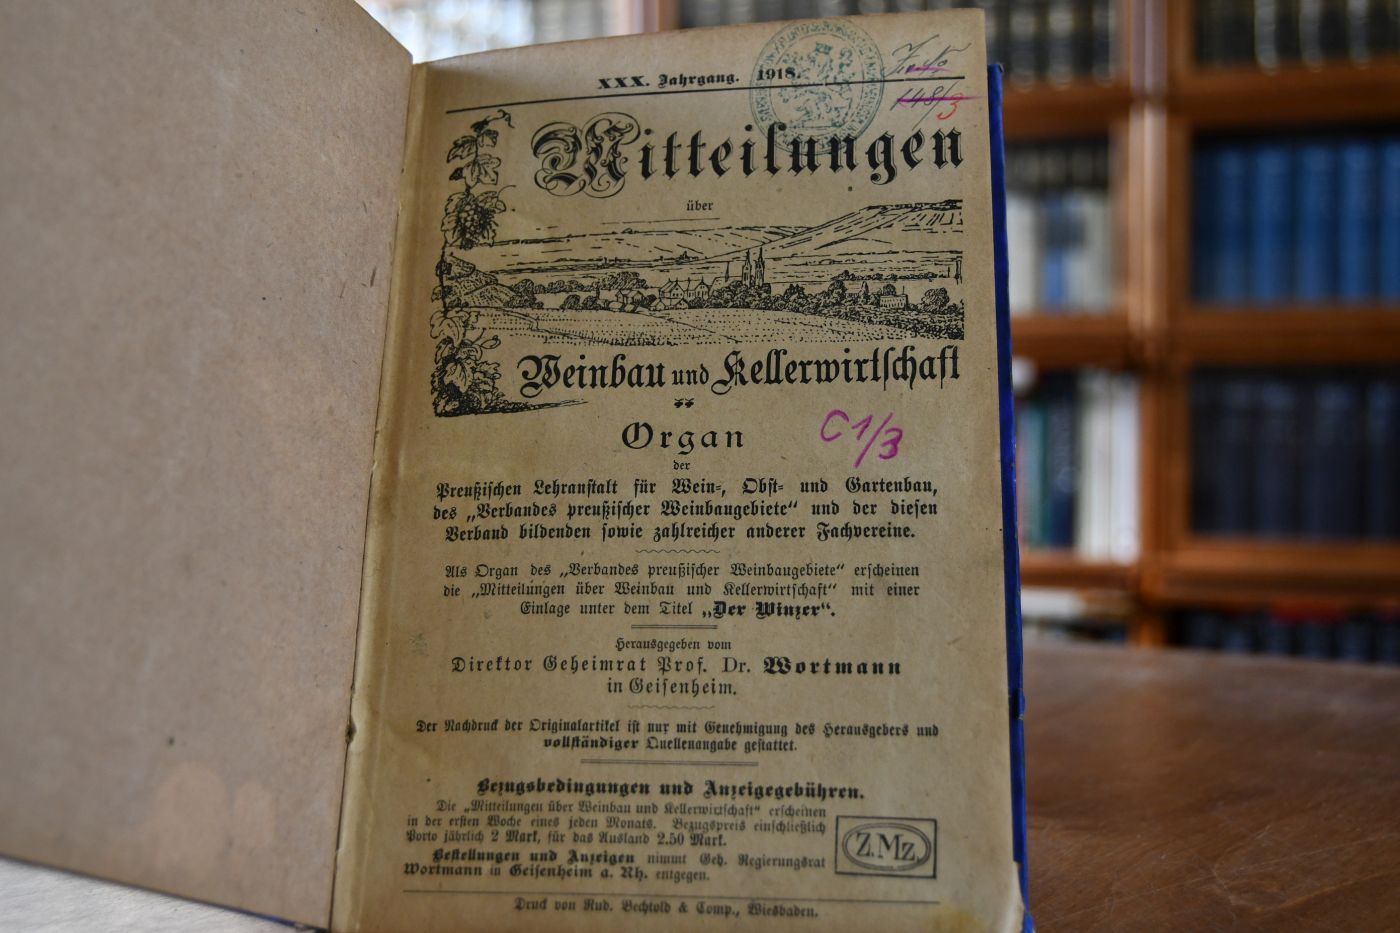 XXX. Jahrgang. 1918.
148/3
Mitteilungen
über
Weinbau und Kellerwirtschaft
Organ
C1/3
der
Preußischen Lehranstalt für Wein-, Obst- und Gartenbau,
des „Verbandes preußischer Weinbaugebiete“ und der diesen
Verband bildenden sowie zahlreicher anderer Fachvereine.
Als Organ des „Verbandes preußischer Weinbaugebiete“ erscheinen
die „Mitteilungen über Weinbau und Kellerwirtschaft“ mit einer
Einlage unter dem Titel „Der Winzer“.
Herausgegeben vom
Direktor Geheimrat Prof. Dr. Wortmann
in Geisenheim.
Der Nachdruck der Originalartikel ist nur mit Genehmigung des Herausgebers und
vollständiger Quellenangabe gestattet.
Bezugsbedingungen und Anzeigegebühren.
Die „Mitteilungen über Weinbau und Kellerwirtschaft“ erscheinen
in der ersten Woche eines jeden Monats. Bezugspreis einschließlich
Porto jährlich 2 Mark, für das Ausland 2.50 Mark.
Bestellungen und Anzeigen nimmt Geh. Regierungsrat
Wortmann in Geisenheim a. Rh. entgegen.
Z.Mz.
Druck von Rud. Bechtold & Comp., Wiesbaden.